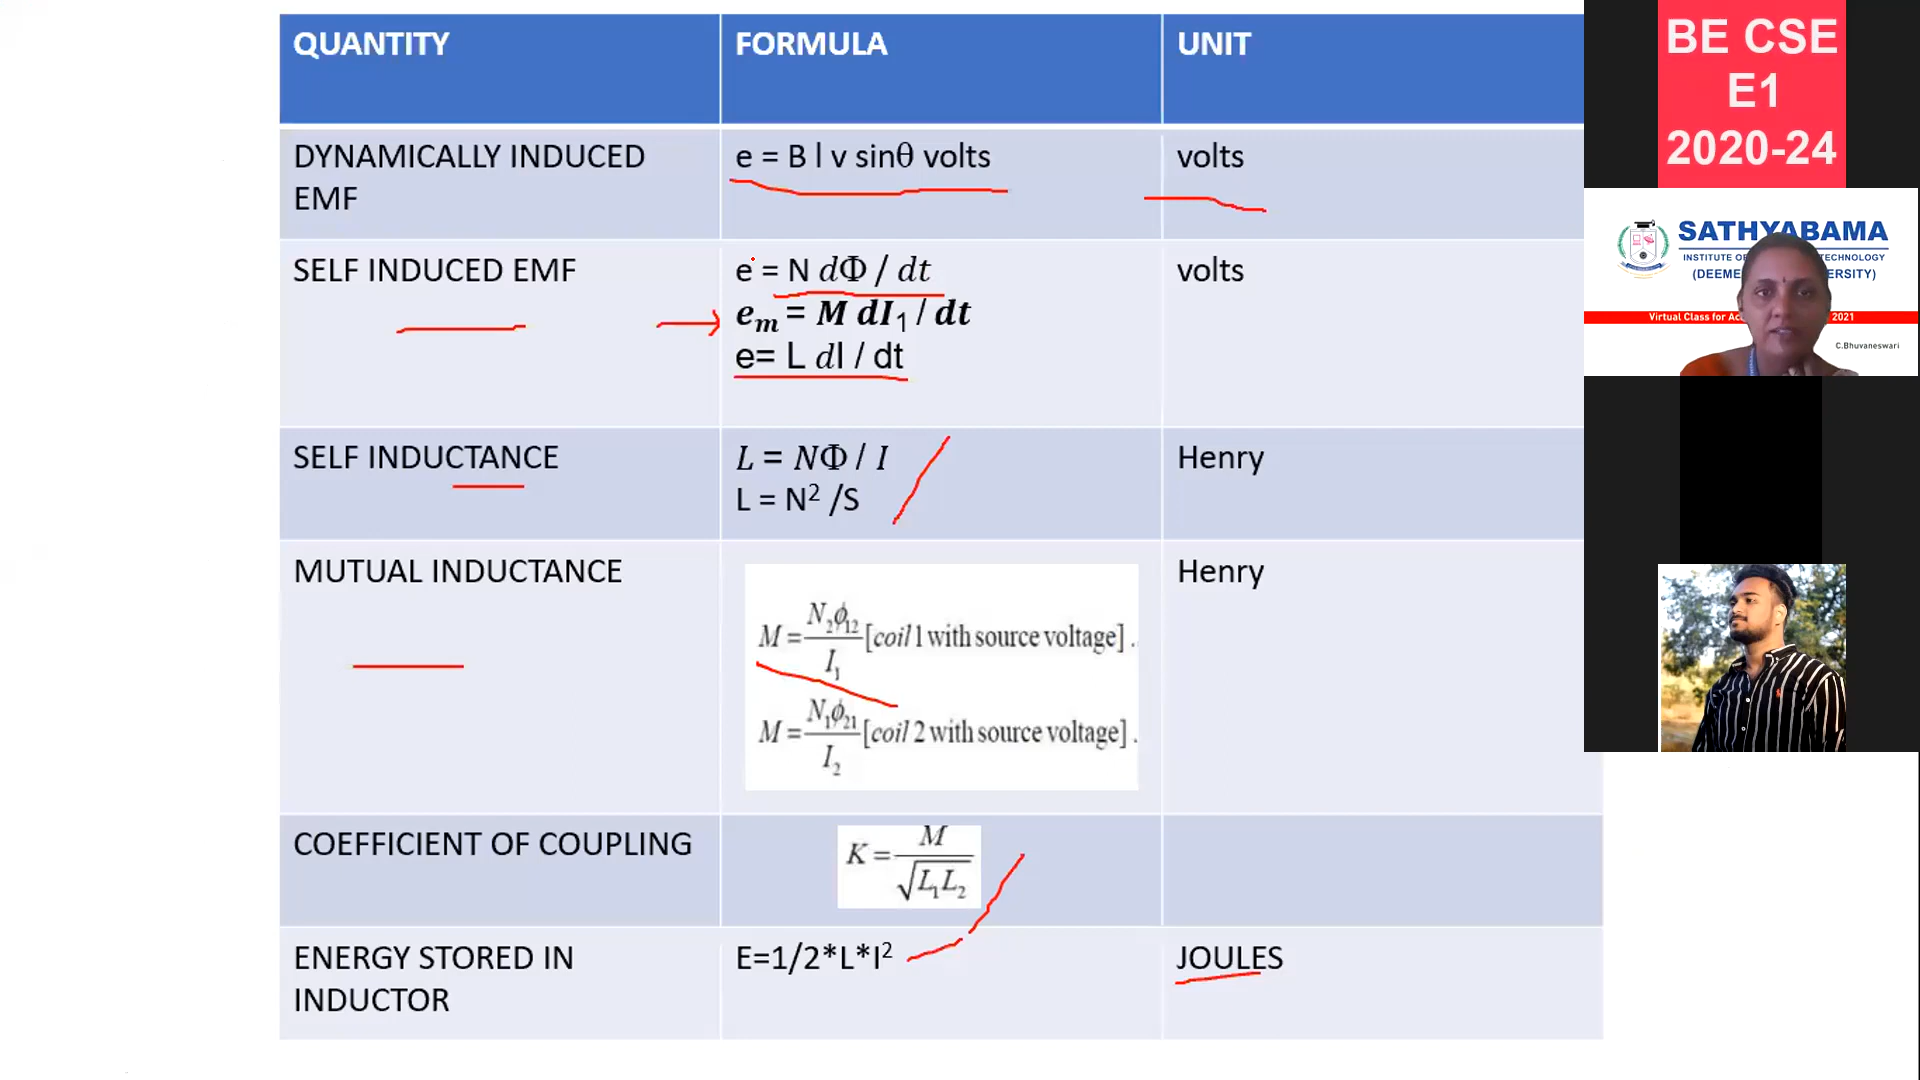 QUANTITY
FORMULA
UNIT
DYNAMICALLY INDUCED
EMF
e = B l v sinθ volts
volts
SELF INDUCED EMF
e = N dΦ / dt
eₘ = M dI₁ / dt
e= L dI / dt
volts
SELF INDUCTANCE
L = NΦ / I
L = N² /S
Henry
MUTUAL INDUCTANCE
M = N₂ϕ₁₂ / I₁ [coil 1 with source voltage] .
M = N₁ϕ₂₁ / I₂ [coil 2 with source voltage] .
Henry
COEFFICIENT OF COUPLING
K = M / √L₁L₂
ENERGY STORED IN
INDUCTOR
E=1/2*L*I²
JOULES
BE CSE
E1
2020-24
SATHYABAMA
INSTITUTE OF TECHNOLOGY
Virtual Class for 2021
C.Bhuvaneswari